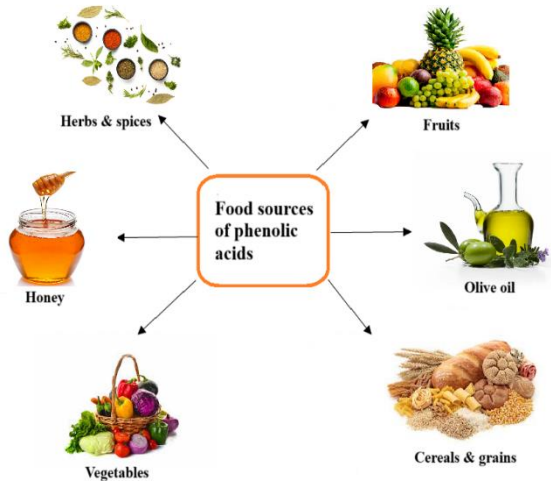 Herbs & spices
Fruits
Food sources
of phenolic
acids
Honey
Olive oil
Vegetables
Cereals & grains